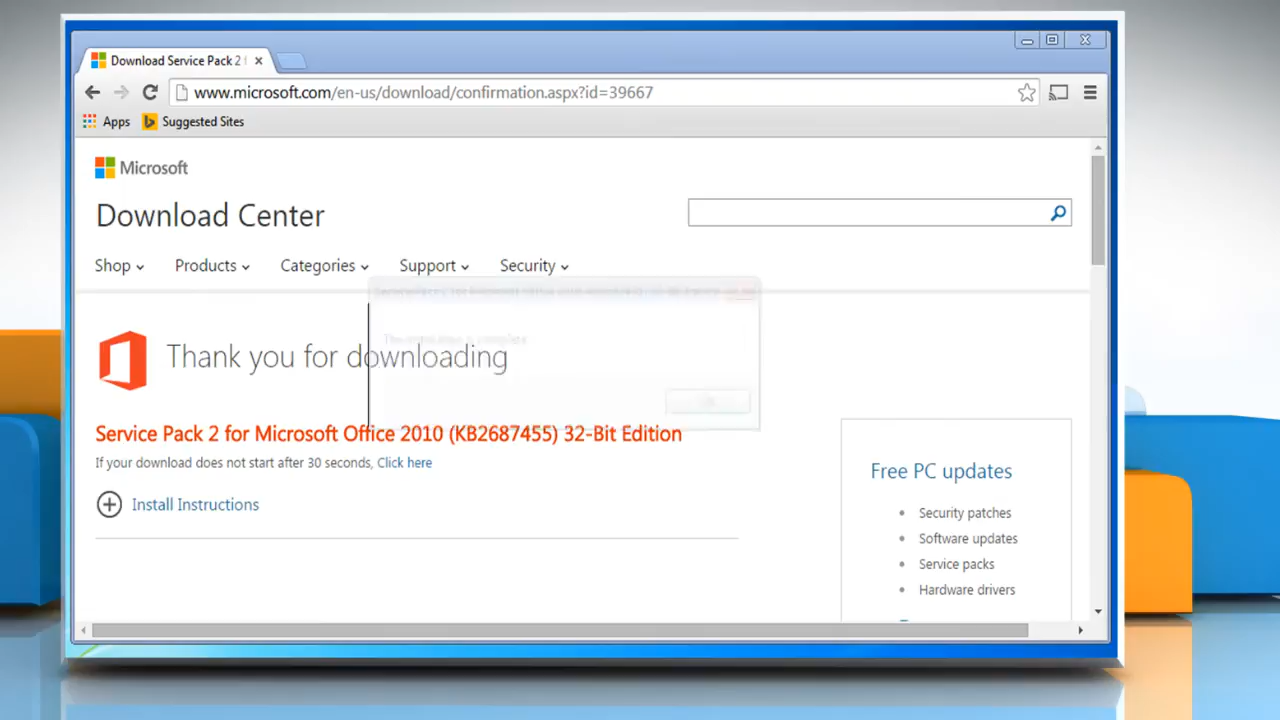 Download Service Pack 2
www.microsoft.com/en-us/download/confirmation.aspx?id=39667
Apps
Suggested Sites
Microsoft
Download Center
Shop
Products
Categories
Support
Security
Thank you for downloading
Service Pack 2 for Microsoft Office 2010 (KB2687455) 32-Bit Edition
If your download does not start after 30 seconds, Click here
Install Instructions
Free PC updates
Security patches
Software updates
Service packs
Hardware drivers